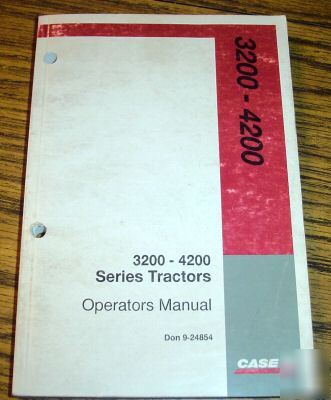 3200 - 4200
3200 - 4200
Series Tractors
Operators Manual
Don 9-24854
CASE